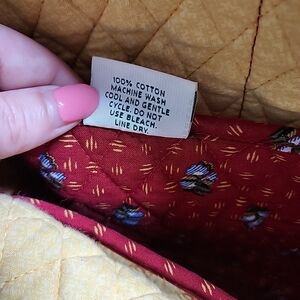 100% COTTON
MACHINE WASH
COOL AND GENTLE
CYCLE. DO NOT
USE BLEACH.
LINE DRY.